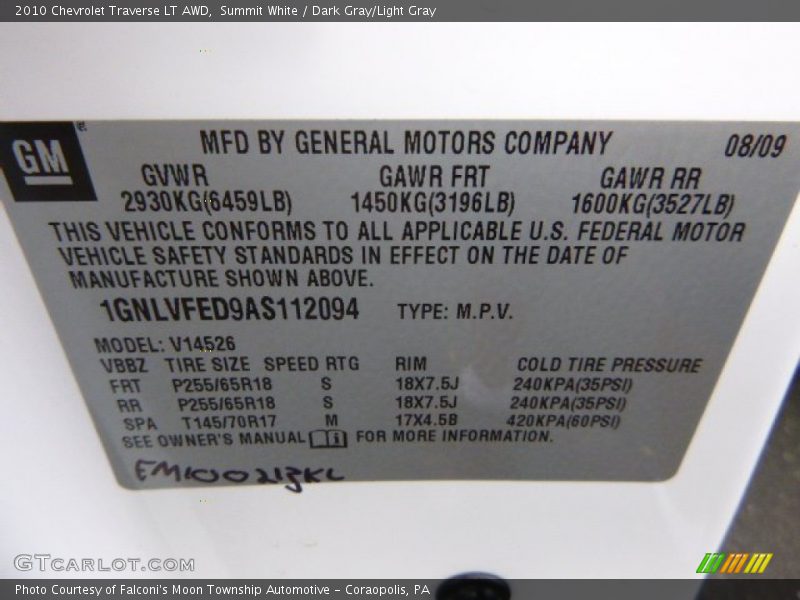 2010 Chevrolet Traverse LT AWD,  Summit White / Dark Gray/Light Gray
GM
MFD BY GENERAL MOTORS COMPANY 08/09
GVWR GAWR FRT GAWR RR
2930KG(6459LB) 1450KG(3196LB) 1600KG(3527LB)
THIS VEHICLE CONFORMS TO ALL APPLICABLE U.S. FEDERAL MOTOR
VEHICLE SAFETY STANDARDS IN EFFECT ON THE DATE OF
MANUFACTURE SHOWN ABOVE.
1GNLVFED9AS112094 TYPE: M.P.V.
MODEL: V14526
VBBZ TIRE SIZE SPEED RTG RIM COLD TIRE PRESSURE
FRT P255/65R18 S 18X7.5J 240KPA(35PSI)
RR P255/65R18 S 18X7.5J 240KPA(35PSI)
SPA T145/70R17 M 17X4.5B 420KPA(60PSI)
SEE OWNER'S MANUAL FOR MORE INFORMATION.
GTCARLOT.COM
Photo Courtesy of Falconi's Moon Township Automotive - Coraopolis, PA